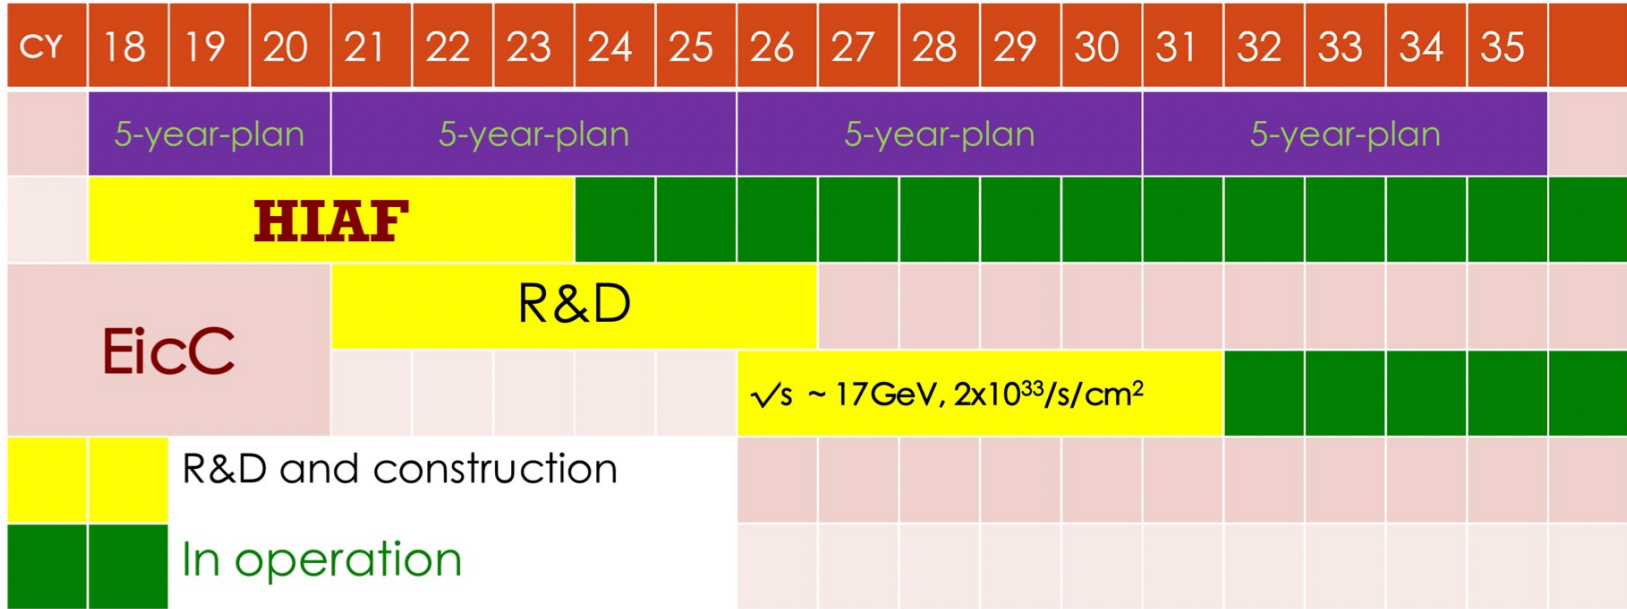 CY 18 19 20 21 22 23 24 25 26 27 28 29 30 31 32 33 34 35
5-year-plan 5-year-plan 5-year-plan 5-year-plan
HIAF
R&D
EicC
√s ~ 17GeV, 2x10³³/s/cm²
R&D and construction
In operation